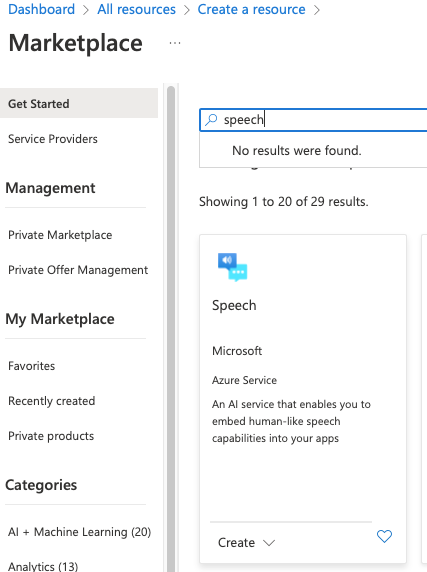 Dashboard > All resources > Create a resource >
Marketplace ...
Get Started
Service Providers
Management
Private Marketplace
Private Offer Management
My Marketplace
Favorites
Recently created
Private products
Categories
AI + Machine Learning (20)
Analytics (13)
speech
No results were found.
Showing 1 to 20 of 29 results.
Speech
Microsoft
Azure Service
An AI service that enables you to
embed human-like speech
capabilities into your apps
Create